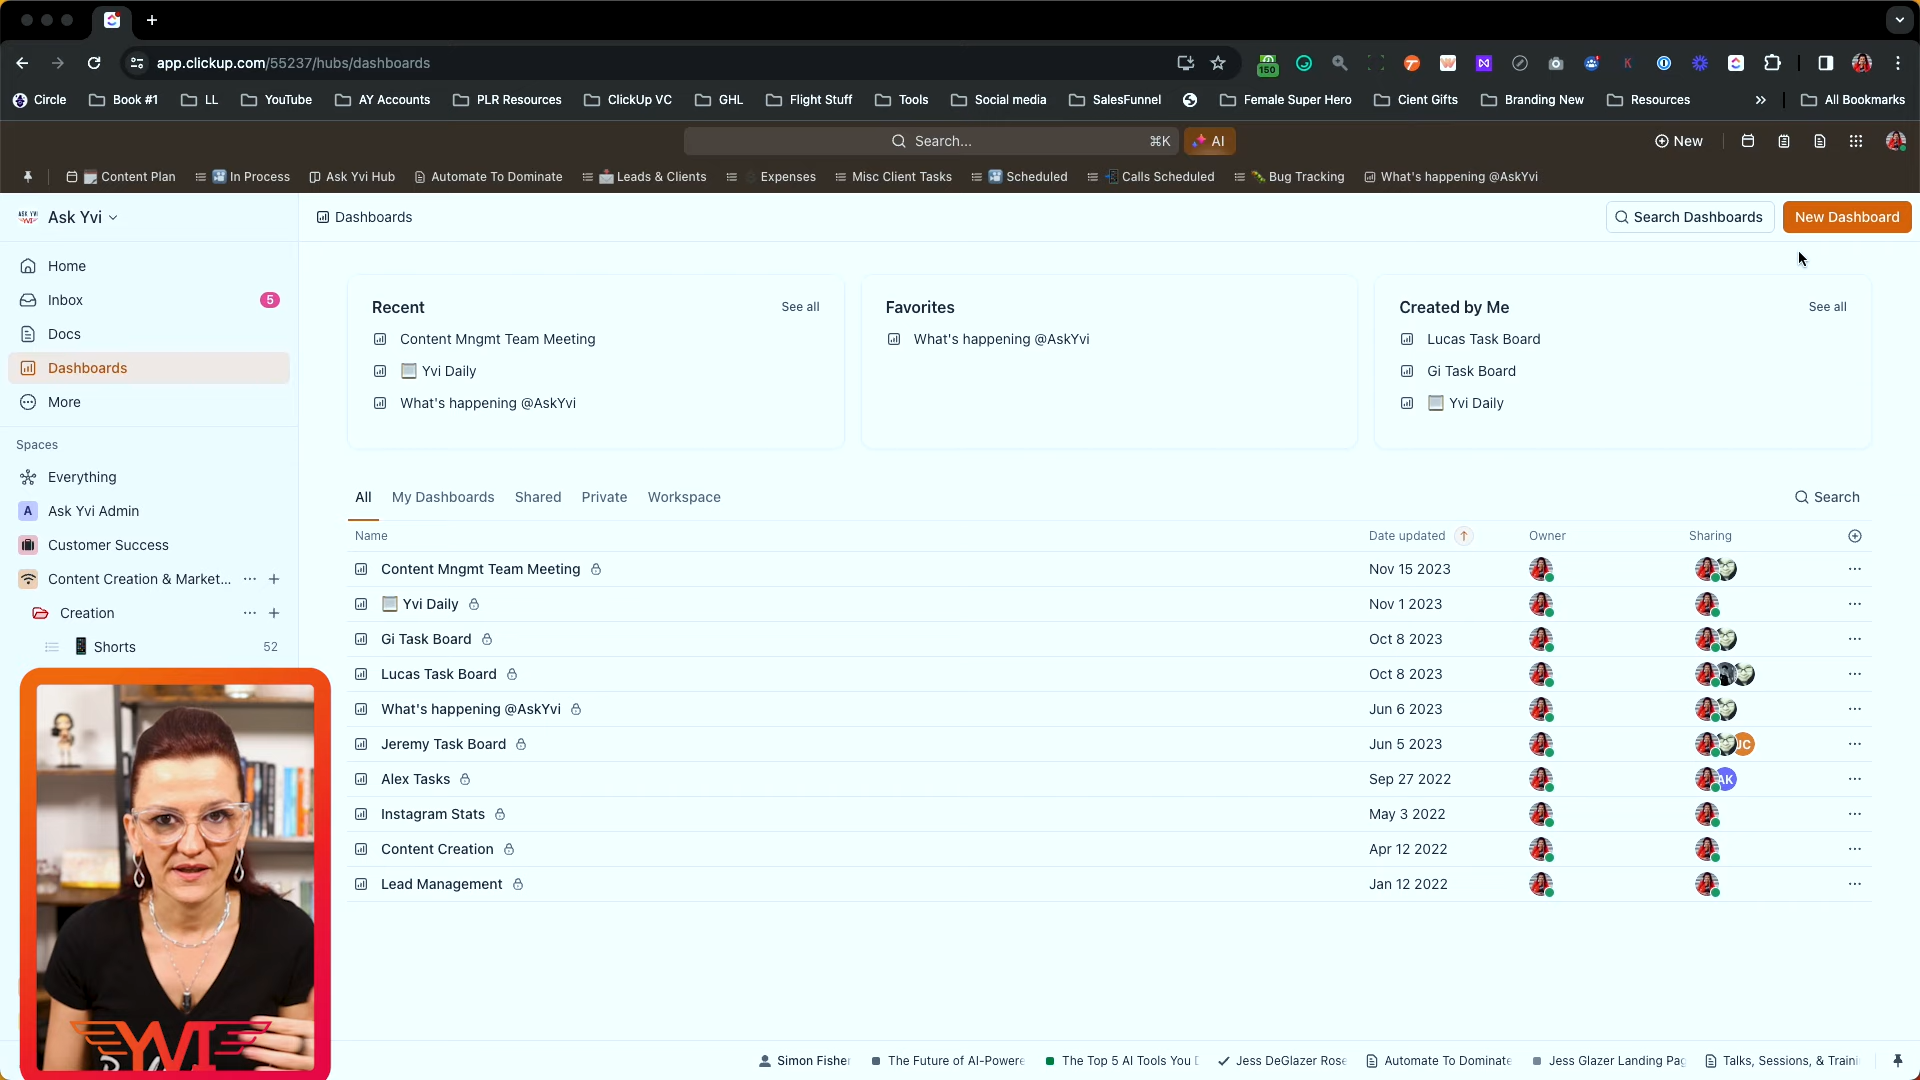 app.clickup.com/55237/hubs/dashboards
150
Circle Book #1 LL YouTube AY Accounts PLR Resources ClickUp VC GHL Flight Stuff Tools Social media SalesFunnel Female Super Hero Cient Gifts Branding New Resources » All Bookmarks
Search... ⌘K AI New
Content Plan In Process Ask Yvi Hub Automate To Dominate Leads & Clients Expenses Misc Client Tasks Scheduled Calls Scheduled Bug Tracking What's happening @AskYvi
Ask Yvi
Dashboards
Search Dashboards
New Dashboard
Home
Inbox 5
Docs
Dashboards
More
Spaces
Everything
A Ask Yvi Admin
Customer Success
Content Creation & Market...
Creation
Shorts 52
Recent See all
Content Mngmt Team Meeting
Yvi Daily
What's happening @AskYvi
Favorites
What's happening @AskYvi
Created by Me See all
Lucas Task Board
Gi Task Board
Yvi Daily
All My Dashboards Shared Private Workspace Search
Name Date updated Owner Sharing
Content Mngmt Team Meeting Nov 15 2023
Yvi Daily Nov 1 2023
Gi Task Board Oct 8 2023
Lucas Task Board Oct 8 2023
What's happening @AskYvi Jun 6 2023
Jeremy Task Board Jun 5 2023 JC
Alex Tasks Sep 27 2022 AK
Instagram Stats May 3 2022
Content Creation Apr 12 2022
Lead Management Jan 12 2022
YVI
Simon Fisher The Future of AI-Powere The Top 5 AI Tools You Jess DeGlazer Rose Automate To Dominate Jess Glazer Landing Pag Talks, Sessions, & Traini